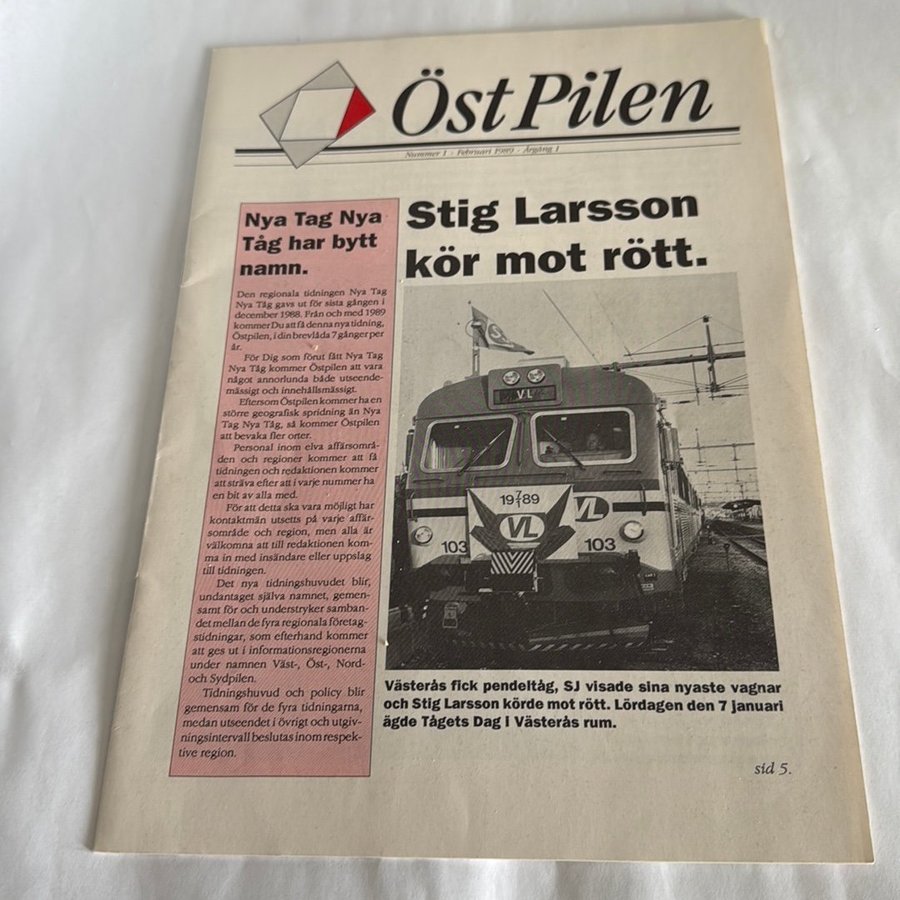 Öst Pilen
Nummer 1 · Februari 1989 · Årgång 1
Nya Tag Nya
Tåg har bytt
namn.
Den regionala tidningen Nya Tag
Nya Tåg gavs ut för sista gången i
december 1988. Från och med 1989
kommer Du att få denna nya tidning,
Östpilen, i din brevlåda 7 gånger per
år.
För Dig som förut fått Nya Tag
Nya Tåg kommer Östpilen att vara
något annorlunda både utseende-
mässigt och innehållsmässigt.
Eftersom Östpilen kommer ha en
större geografisk spridning än Nya
Tag Nya Tåg, så kommer Östpilen
att bevaka fler orter.
Personal inom elva affärsområ-
den och regioner kommer att få
tidningen och redaktionen kommer
att sträva efter att i varje nummer ha
en bit av alla med.
För att detta ska vara möjligt har
kontaktmän utsetts på varje affär-
sområde och region, men alla är
välkomna att till redaktionen kom-
ma in med insändare eller uppslag
till tidningen.
Det nya tidningshuvudet blir,
undantaget själva namnet, gemen-
samt för och understryker samban-
det mellan de fyra regionala företag-
stidningar, som efterhand kommer
att ges ut i informationsregionerna
under namnen Väst-, Öst-, Nord-
och Sydpilen.
Tidningshuvud och policy blir
gemensam för de fyra tidningarna,
medan utseendet i övrigt och utgiv-
ningsintervall beslutas inom respek-
tive region.
Stig Larsson
kör mot rött.
SJ
VL
19 7/1 89
VL
VL
103
103
Västerås fick pendeltåg, SJ visade sina nyaste vagnar
och Stig Larsson körde mot rött. Lördagen den 7 januari
ägde Tågets Dag I Västerås rum.
sid 5.